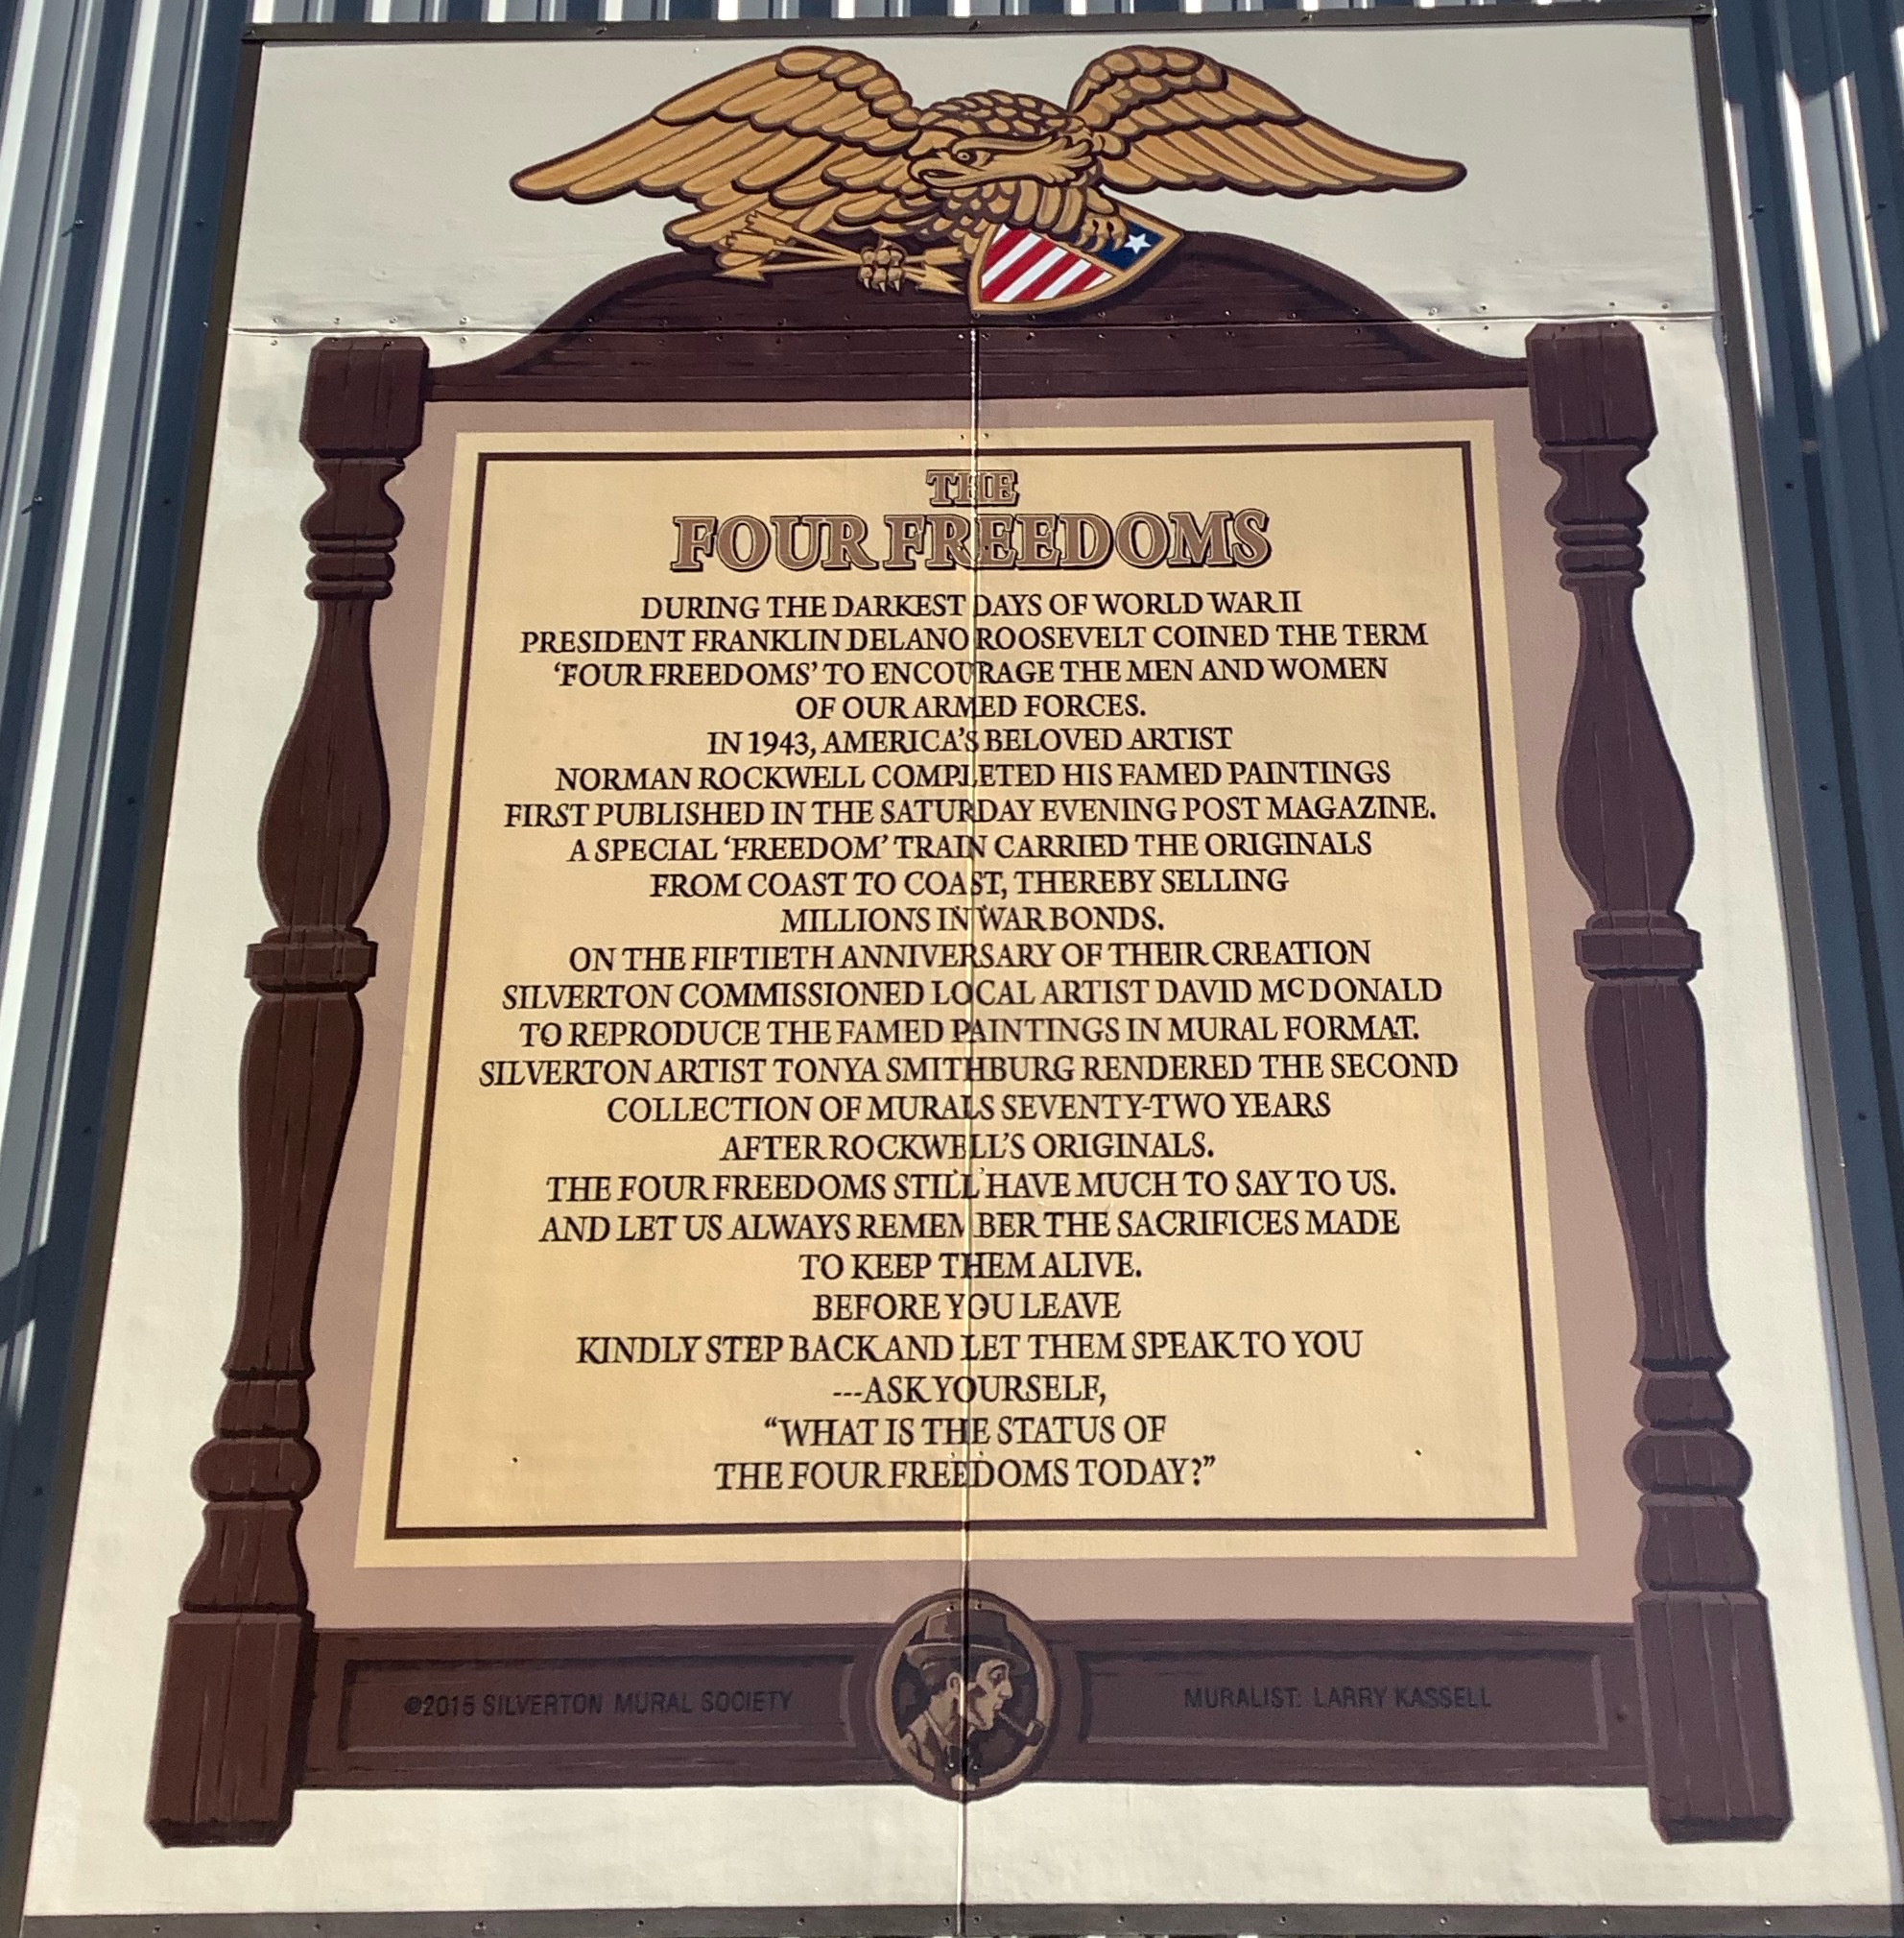 THE
FOUR FREEDOMS
DURING THE DARKEST DAYS OF WORLD WAR II
PRESIDENT FRANKLIN DELANO ROOSEVELT COINED THE TERM
‘FOUR FREEDOMS’ TO ENCOURAGE THE MEN AND WOMEN
OF OUR ARMED FORCES.
IN 1943, AMERICA’S BELOVED ARTIST
NORMAN ROCKWELL COMPLETED HIS FAMED PAINTINGS
FIRST PUBLISHED IN THE SATURDAY EVENING POST MAGAZINE.
A SPECIAL ‘FREEDOM’ TRAIN CARRIED THE ORIGINALS
FROM COAST TO COAST, THEREBY SELLING
MILLIONS IN WAR BONDS.
ON THE FIFTIETH ANNIVERSARY OF THEIR CREATION
SILVERTON COMMISSIONED LOCAL ARTIST DAVID McDONALD
TO REPRODUCE THE FAMED PAINTINGS IN MURAL FORMAT.
SILVERTON ARTIST TONYA SMITHBURG RENDERED THE SECOND
COLLECTION OF MURALS SEVENTY-TWO YEARS
AFTER ROCKWELL’S ORIGINALS.
THE FOUR FREEDOMS STILL HAVE MUCH TO SAY TO US.
AND LET US ALWAYS REMEMBER THE SACRIFICES MADE
TO KEEP THEM ALIVE.
BEFORE YOU LEAVE
KINDLY STEP BACK AND LET THEM SPEAK TO YOU
---ASK YOURSELF,
“WHAT IS THE STATUS OF
THE FOUR FREEDOMS TODAY?”
©2015 SILVERTON MURAL SOCIETY
MURALIST: LARRY KASSELL